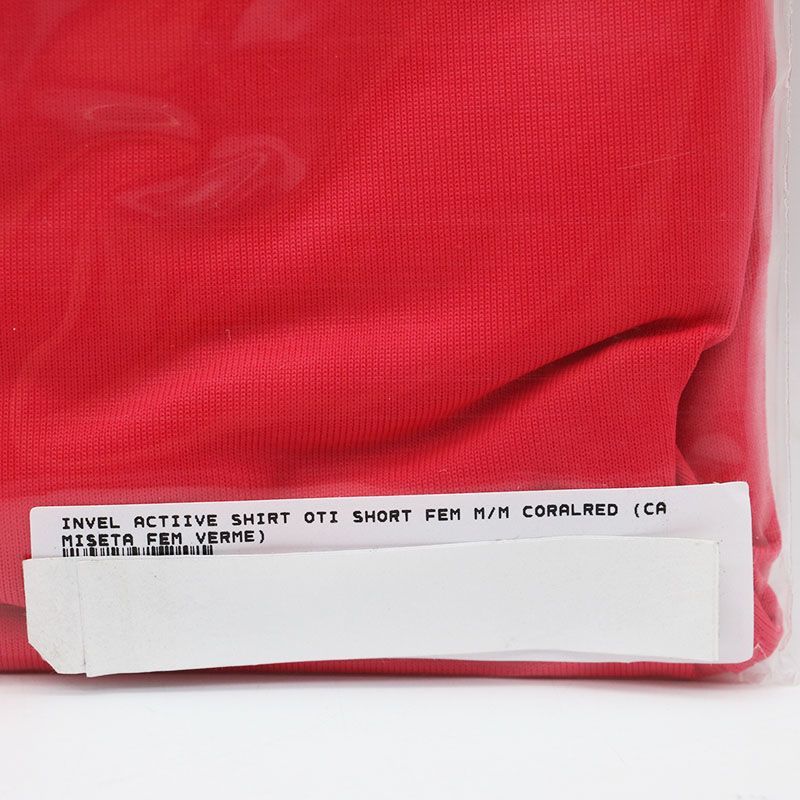 INVEL ACTIIVE SHIRT OTI SHORT FEM M/M CORALRED (CA
MISETA FEM VERME)